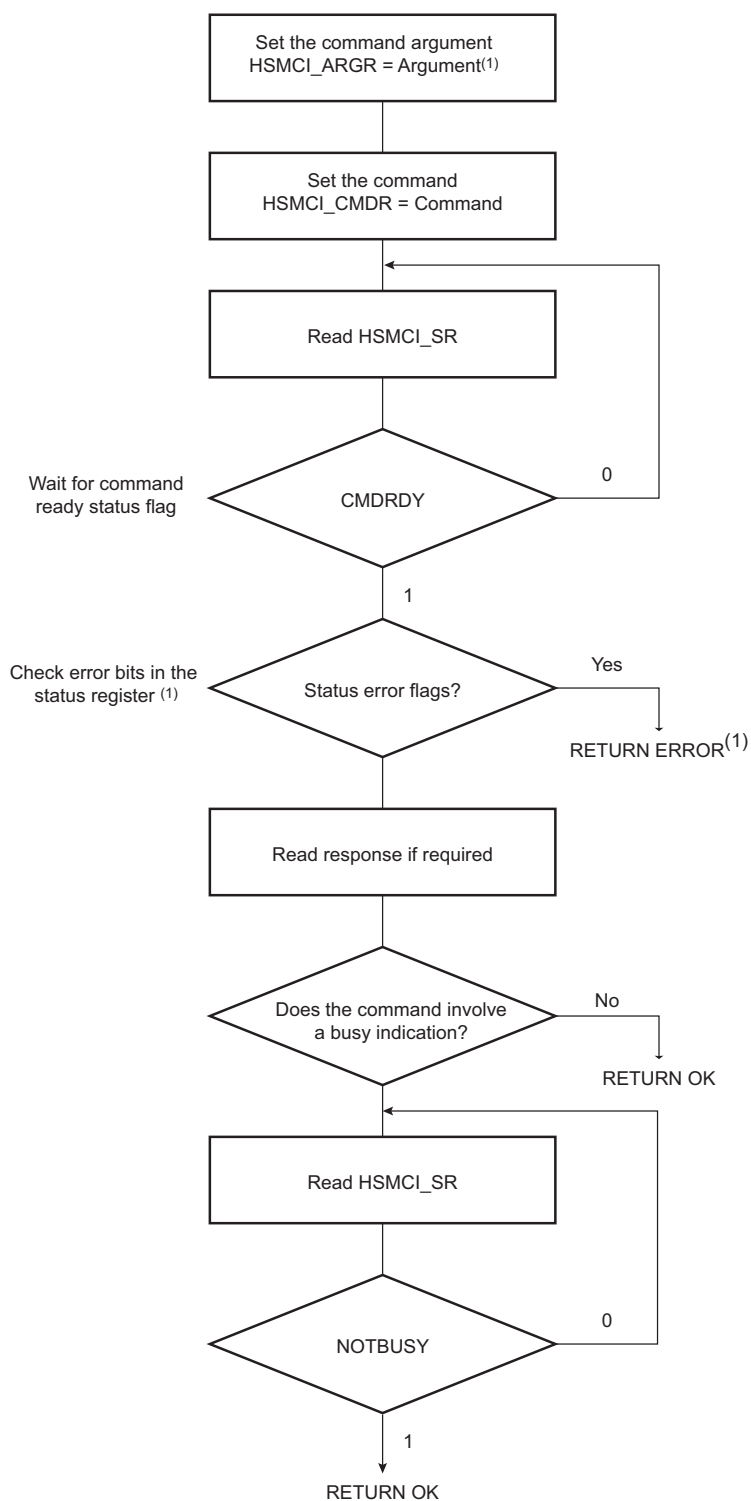 Set the command argument
HSMCI_ARGR = Argument(1)
Set the command
HSMCI_CMDR = Command
Read HSMCI_SR
Wait for command
ready status flag
CMDRDY
0
1
Check error bits in the
status register (1)
Status error flags?
Yes
RETURN ERROR(1)
Read response if required
Does the command involve
a busy indication?
No
RETURN OK
Read HSMCI_SR
NOTBUSY
0
1
RETURN OK